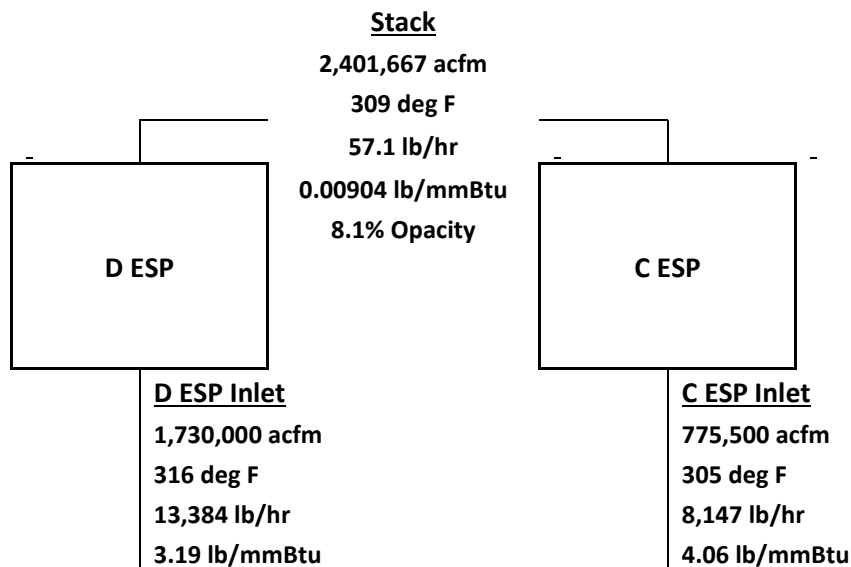 Stack
2,401,667 acfm
309 deg F
57.1 lb/hr
0.00904 lb/mmBtu
8.1% Opacity
D ESP
C ESP
D ESP Inlet
1,730,000 acfm
316 deg F
13,384 lb/hr
3.19 lb/mmBtu
C ESP Inlet
775,500 acfm
305 deg F
8,147 lb/hr
4.06 lb/mmBtu